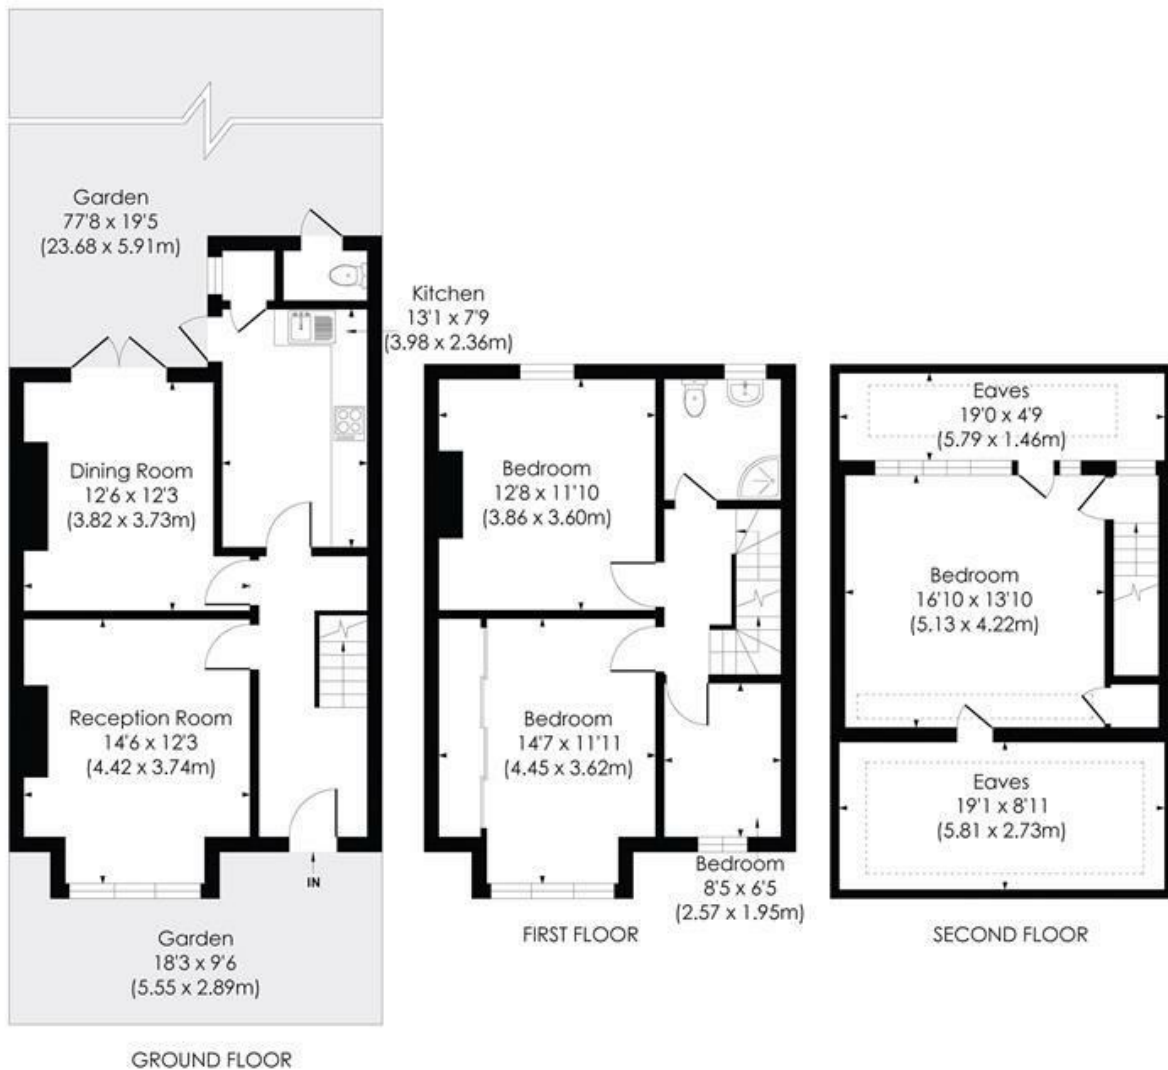 Garden
77'8 x 19'5
(23.68 x 5.91m)
Kitchen
13'1 x 7'9
(3.98 x 2.36m)
Dining Room
12'6 x 12'3
(3.82 x 3.73m)
Reception Room
14'6 x 12'3
(4.42 x 3.74m)
IN
Garden
18'3 x 9'6
(5.55 x 2.89m)
GROUND FLOOR
Bedroom
12'8 x 11'10
(3.86 x 3.60m)
Bedroom
14'7 x 11'11
(4.45 x 3.62m)
Bedroom
8'5 x 6'5
(2.57 x 1.95m)
FIRST FLOOR
Eaves
19'0 x 4'9
(5.79 x 1.46m)
Bedroom
16'10 x 13'10
(5.13 x 4.22m)
Eaves
19'1 x 8'11
(5.81 x 2.73m)
SECOND FLOOR